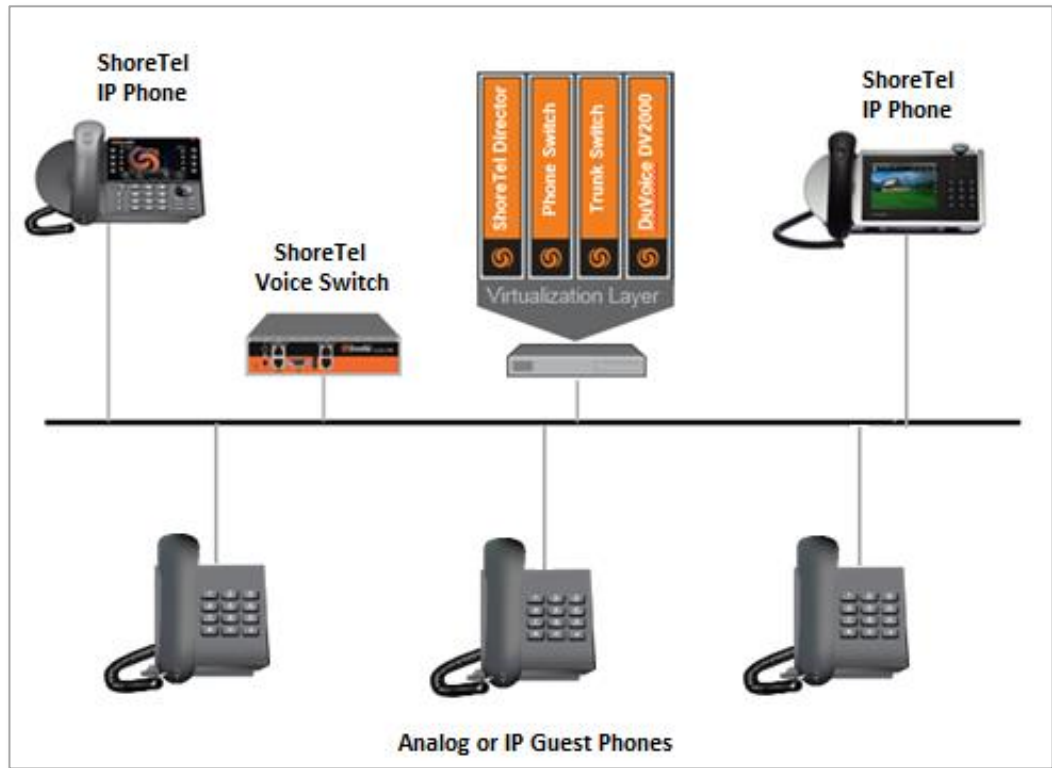 ShoreTel
IP Phone
ShoreTel
IP Phone
ShoreTel Director
Phone Switch
Trunk Switch
DuVoice DV2000
Virtualization Layer
ShoreTel
Voice Switch
Analog or IP Guest Phones